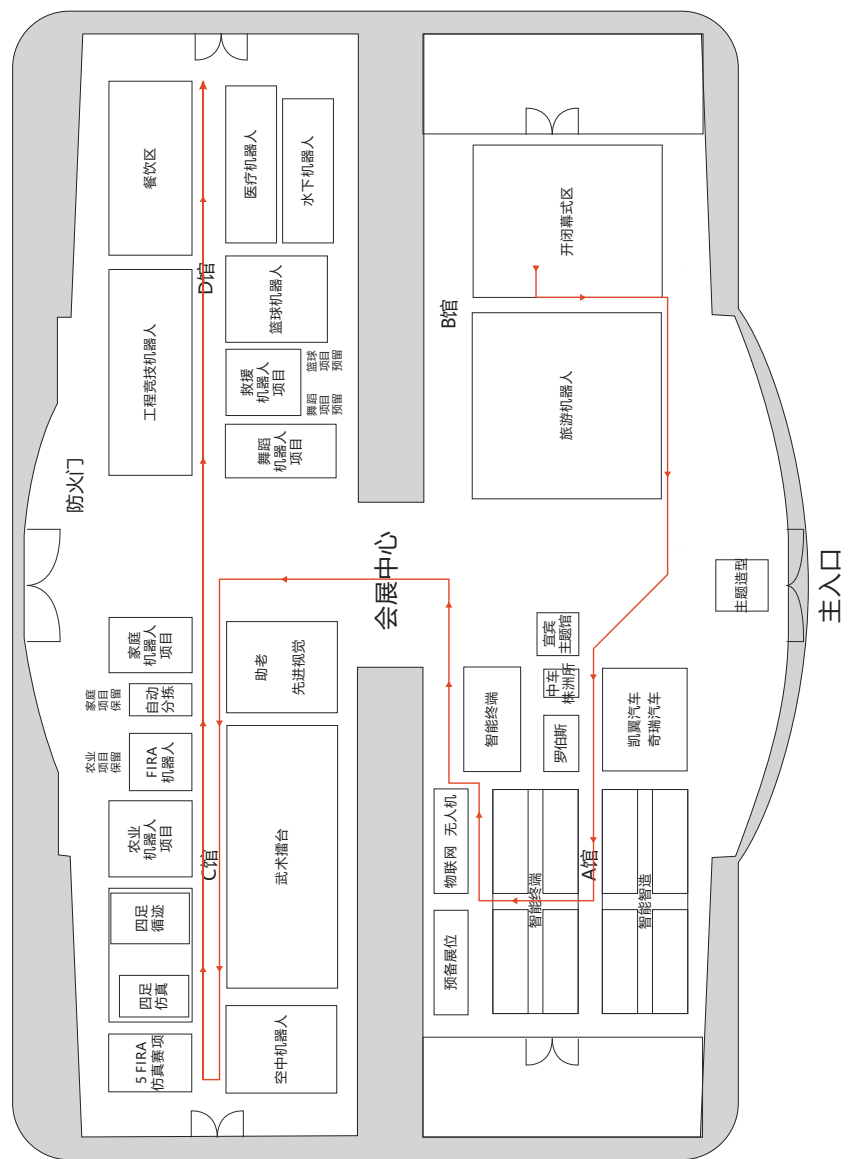 餐饮区
工程竞技机器人
防火门
家庭
机器人
项目
家庭
项目
保留
自动
分拣
农业
项目
保留
FIRA
机器人
农业
机器人
项目
四足
循迹
四足
仿真
5 FIRA
仿真赛项
D馆
C馆
医疗机器人
水下机器人
篮球机器人
救援
机器人
项目
篮球
项目
预留
舞蹈
项目
预留
舞蹈
机器人
项目
助老
先进视觉
武术擂台
空中机器人
会展中心
B馆
开闭幕式区
旅游机器人
宜宾
主题馆
中车
株洲所
罗伯斯
智能终端
凯翼汽车
奇瑞汽车
物联网 无人机
预备展位
智能终端
A馆
智能智造
主题造型
主入口